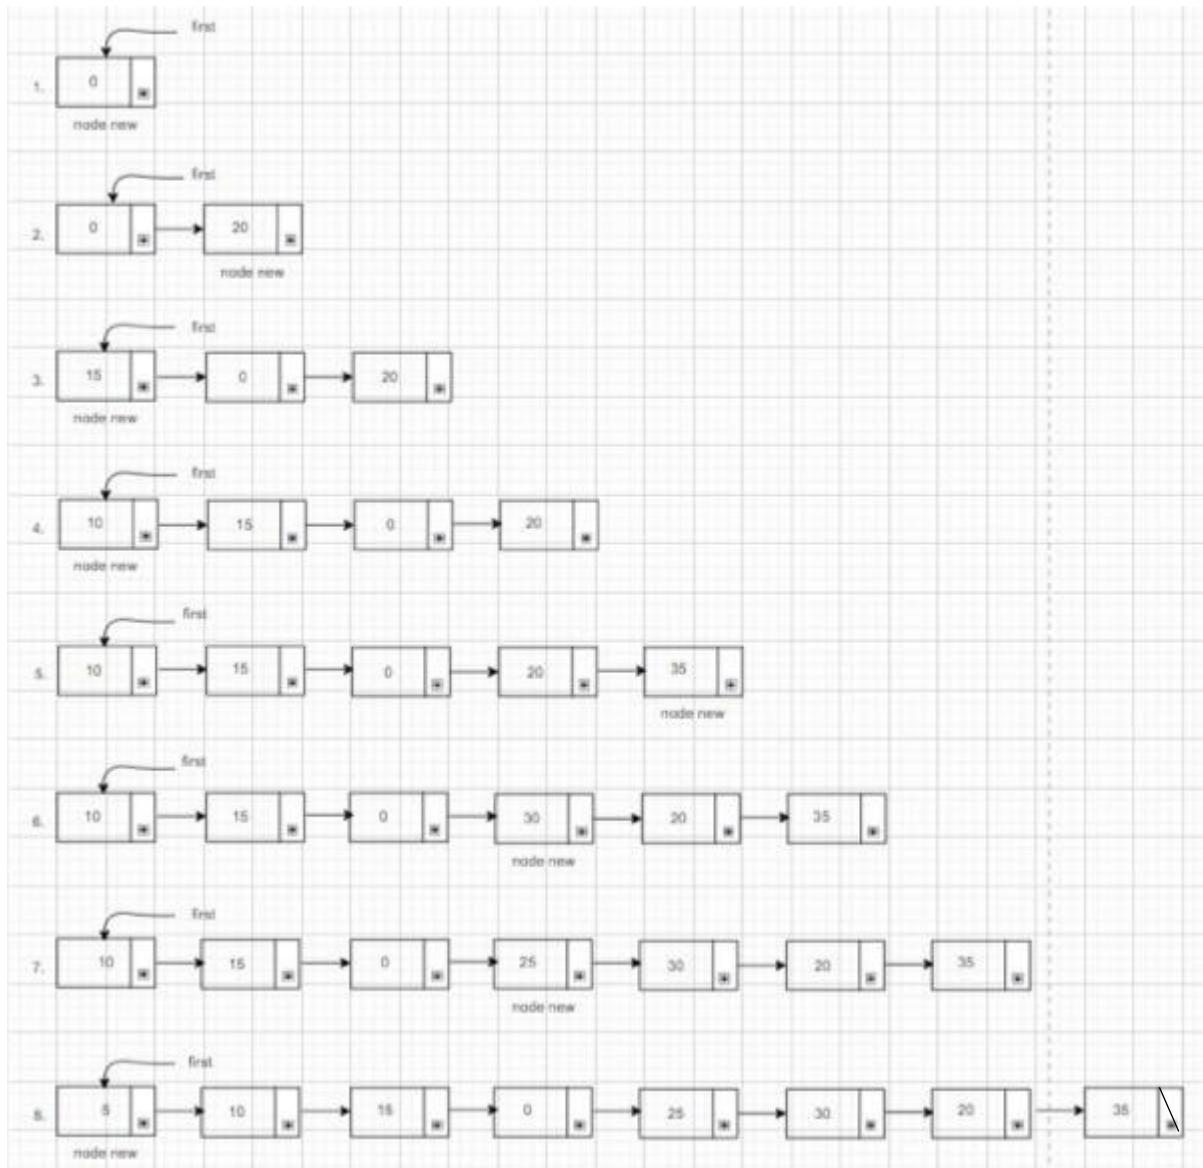 first
1. 0
node new
first
2. 0 20
node new
first
3. 15 0 20
node new
first
4. 10 15 0 20
node new
first
5. 10 15 0 20 35
node new
first
6. 10 15 0 30 20 35
node new
first
7. 10 15 0 25 30 20 35
node new
first
8. 5 10 15 0 25 30 20 35
node new